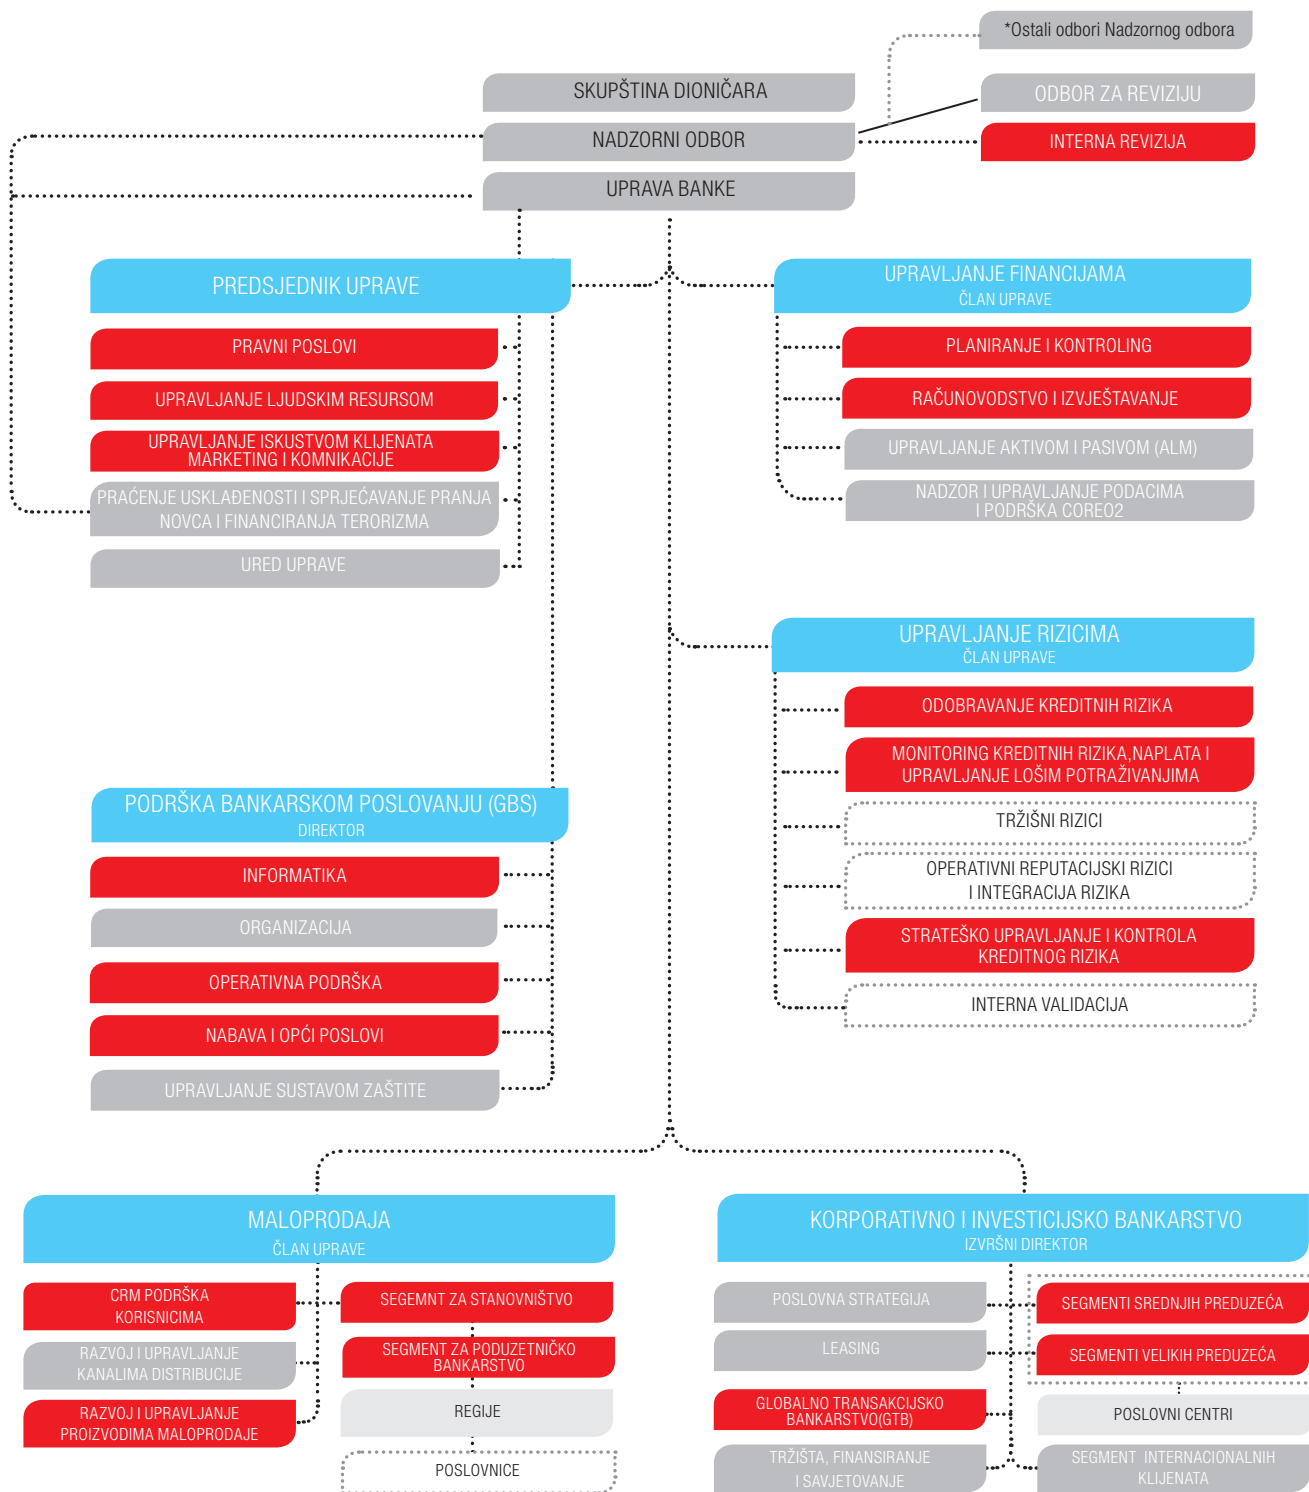 *Ostali odbori Nadzornog odbora
SKUPŠTINA DIONIČARA
ODBOR ZA REVIZIJU
NADZORNI ODBOR
INTERNA REVIZIJA
UPRAVA BANKE
PREDSJEDNIK UPRAVE
PRAVNI POSLOVI
UPRAVLJANJE LJUDSKIM RESURSOM
UPRAVLJANJE ISKUSTVOM KLIJENATA
MARKETING I KOMNIKACIJE
PRAĆENJE USKLAĐENOSTI I SPRJEĆAVANJE PRANJA
NOVCA I FINANCIRANJA TERORIZMA
URED UPRAVE
UPRAVLJANJE FINANCIJAMA
ČLAN UPRAVE
PLANIRANJE I KONTROLING
RAČUNOVODSTVO I IZVJEŠTAVANJE
UPRAVLJANJE AKTIVOM I PASIVOM (ALM)
NADZOR I UPRAVLJANJE PODACIMA
I PODRŠKA COREO2
UPRAVLJANJE RIZICIMA
ČLAN UPRAVE
ODOBRAVANJE KREDITNIH RIZIKA
MONITORING KREDITNIH RIZIKA,NAPLATA I
UPRAVLJANJE LOŠIM POTRAŽIVANJIMA
TRŽIŠNI RIZICI
OPERATIVNI REPUTACIJSKI RIZICI
I INTEGRACIJA RIZIKA
STRATEŠKO UPRAVLJANJE I KONTROLA
KREDITNOG RIZIKA
INTERNA VALIDACIJA
PODRŠKA BANKARSKOM POSLOVANJU (GBS)
DIREKTOR
INFORMATIKA
ORGANIZACIJA
OPERATIVNA PODRŠKA
NABAVA I OPĆI POSLOVI
UPRAVLJANJE SUSTAVOM ZAŠTITE
MALOPRODAJA
ČLAN UPRAVE
CRM PODRŠKA
KORISNICIMA
RAZVOJ I UPRAVLJANJE
KANALIMA DISTRIBUCIJE
RAZVOJ I UPRAVLJANJE
PROIZVODIMA MALOPRODAJE
SEGEMNT ZA STANOVNIŠTVO
SEGMENT ZA PODUZETNIČKO
BANKARSTVO
REGIJE
POSLOVNICE
KORPORATIVNO I INVESTICIJSKO BANKARSTVO
IZVRŠNI DIREKTOR
POSLOVNA STRATEGIJA
LEASING
GLOBALNO TRANSAKCIJSKO
BANKARSTVO(GTB)
TRŽIŠTA, FINANSIRANJE
I SAVJETOVANJE
SEGMENTI SREDNJIH PREDUZEĆA
SEGMENTI VELIKIH PREDUZEĆA
POSLOVNI CENTRI
SEGMENT INTERNACIONALNIH
KLIJENATA